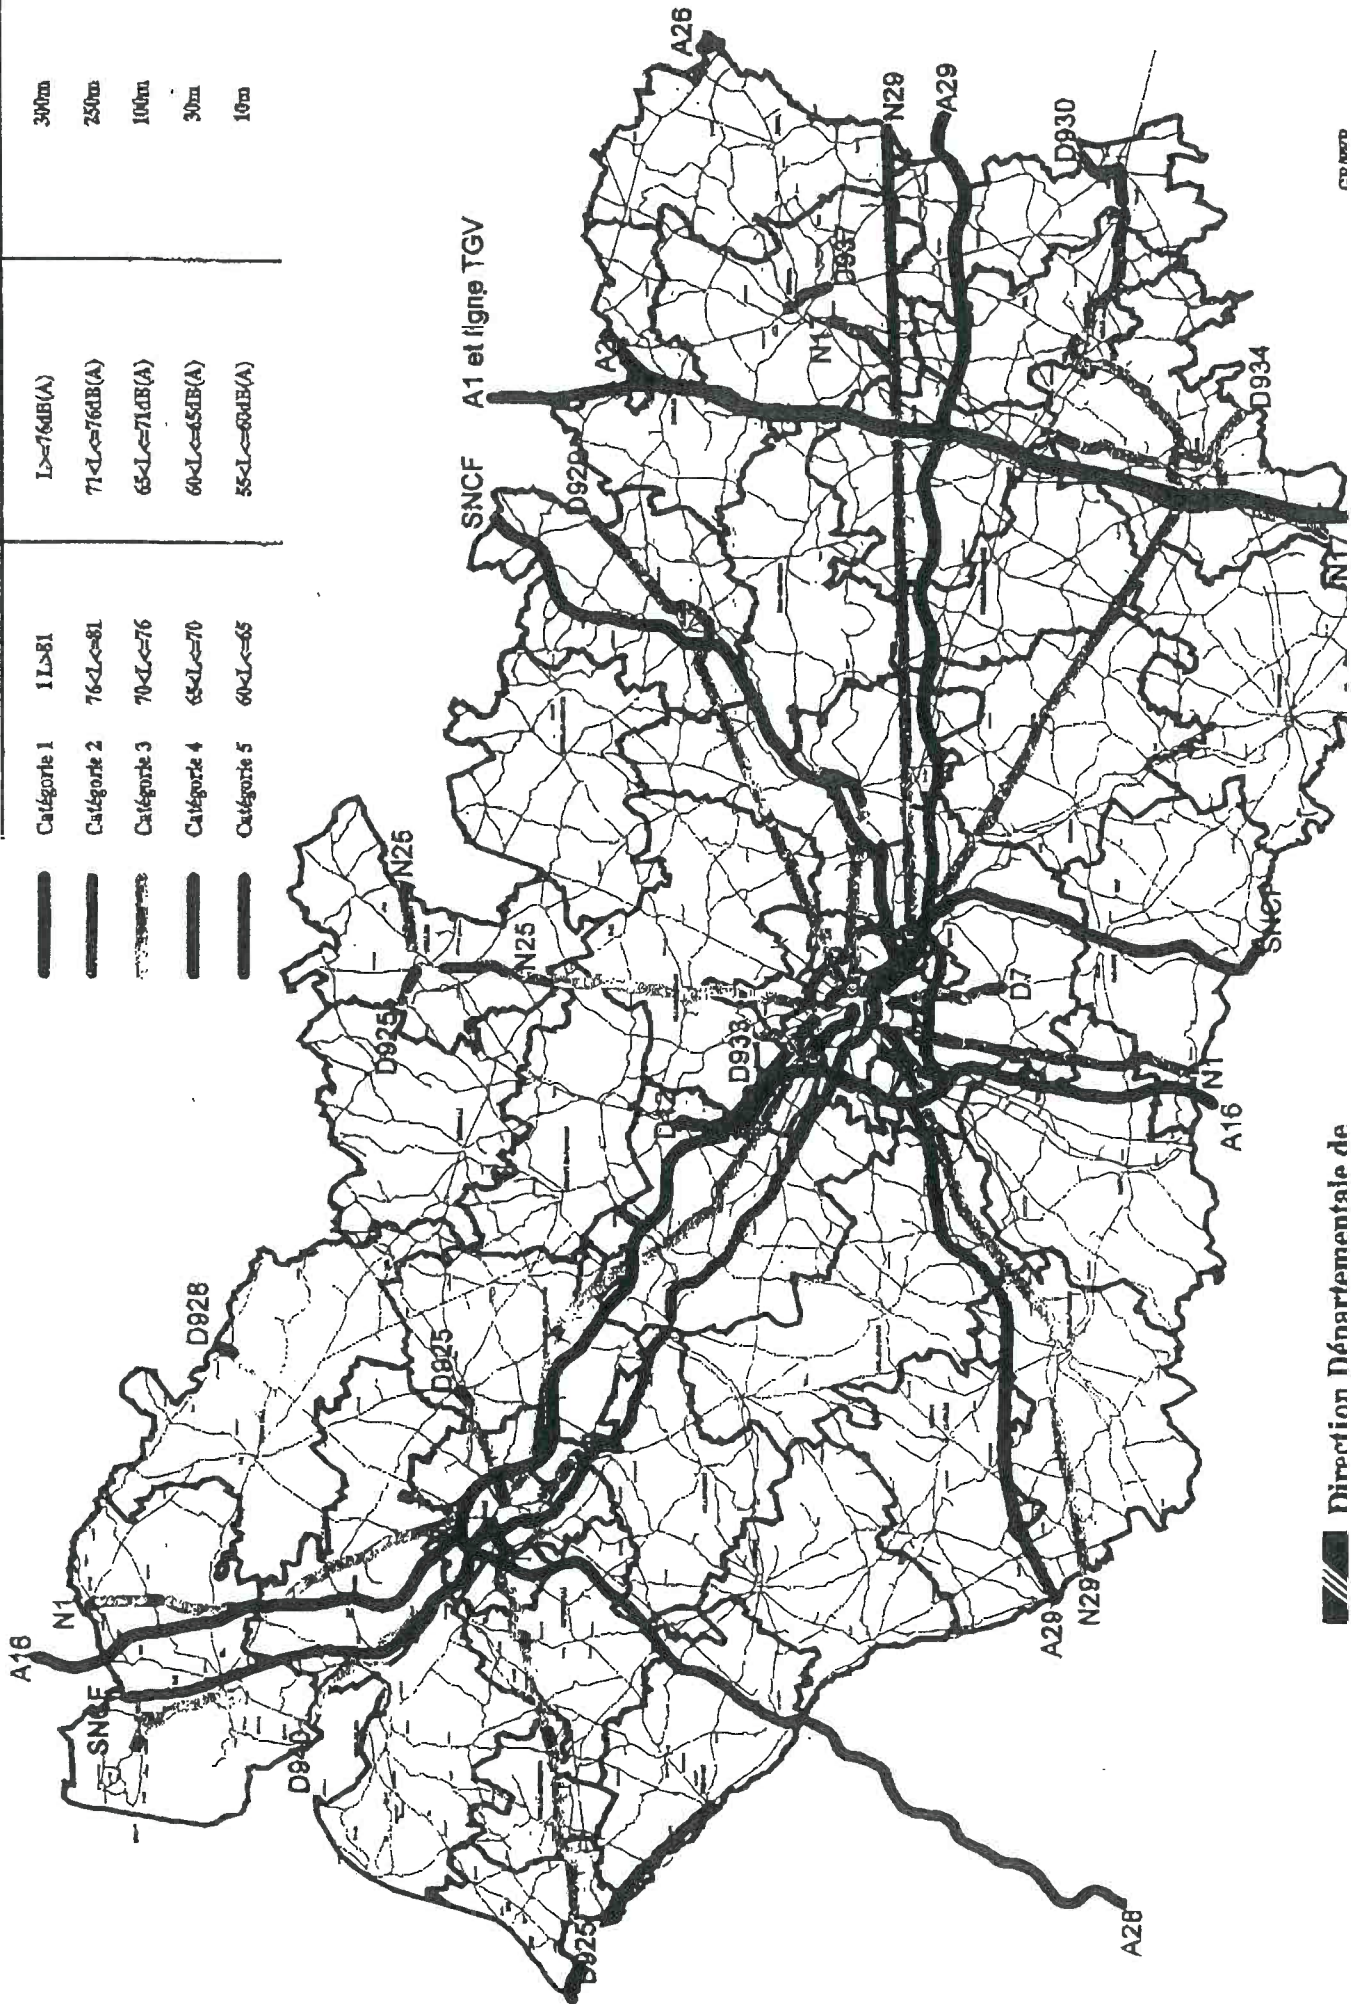 Catégorie 1 1 L>81 L>=76dB(A) 300m
Catégorie 2 76<L<=81 71<L<=76dB(A) 250m
Catégorie 3 70<L<=76 65<L<=71dB(A) 100m
Catégorie 4 65<L<=70 60<L<=65dB(A) 30m
Catégorie 5 60<L<=65 55<L<=60dB(A) 10m
A16
N1
SNCF
D940
D928
D925
D925
A28
A29
N29
D925
N25
N25
D933
D7
N1
A16
SNCF
SNCF
D929
A1 et ligne TGV
A26
N29
A29
D930
D937
D934
N17
Direction Départementale de